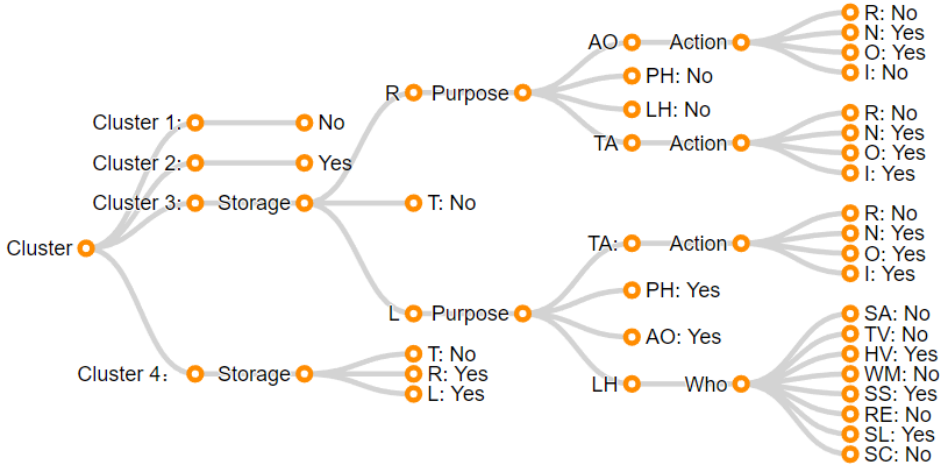 Cluster
Cluster 1:
No
Cluster 2:
Yes
Cluster 3:
Storage
R
Purpose
AO
Action
R: No
N: Yes
O: Yes
I: No
PH: No
LH: No
TA
Action
R: No
N: Yes
O: Yes
I: Yes
T: No
L
Purpose
TA:
Action
R: No
N: Yes
O: Yes
I: Yes
PH: Yes
AO: Yes
LH
Who
SA: No
TV: No
HV: Yes
WM: No
SS: Yes
RE: No
SL: Yes
SC: No
Cluster 4:
Storage
T: No
R: Yes
L: Yes